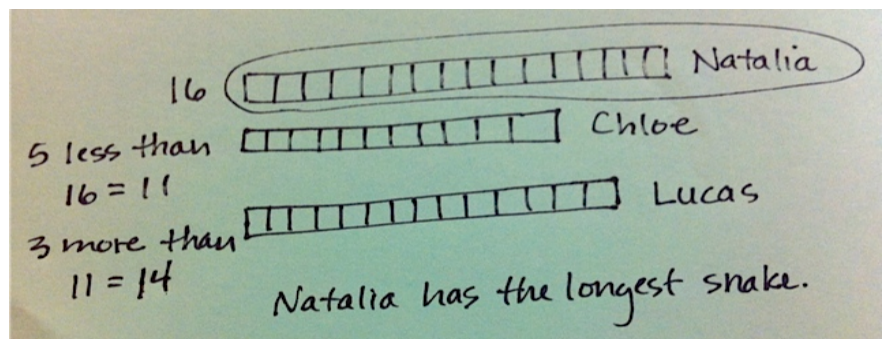 16 Natalia
5 less than Chloe
16 = 11
3 more than Lucas
11 = 14
Natalia has the longest snake.